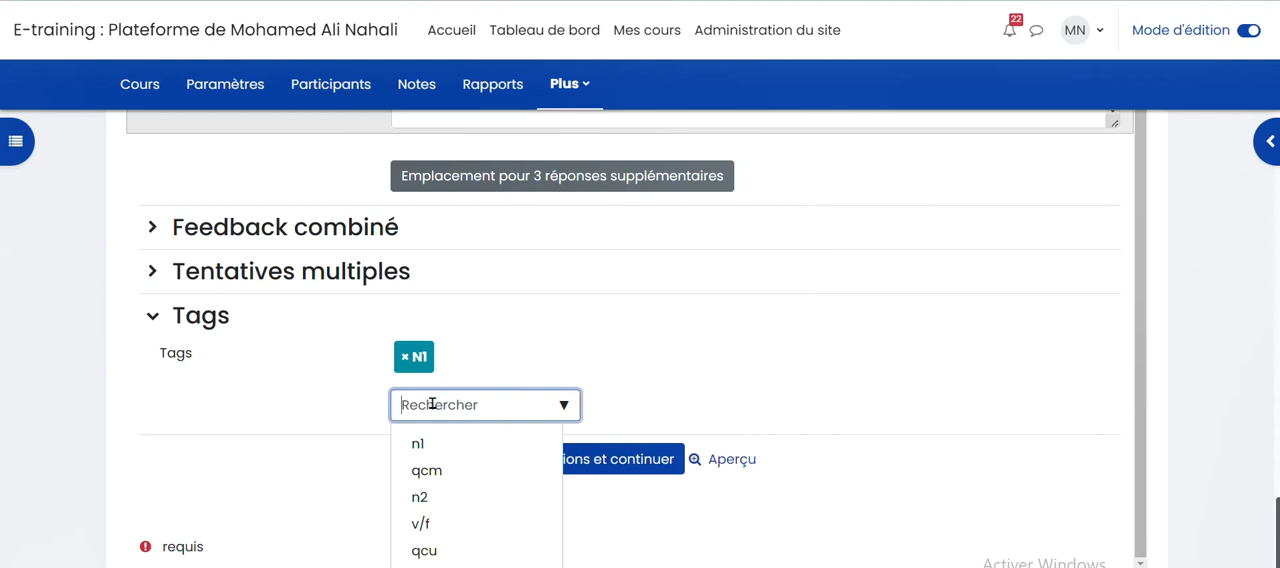 E-training : Plateforme de Mohamed Ali Nahali Accueil Tableau de bord Mes cours Administration du site 22 MN Mode d'édition
Cours Paramètres Participants Notes Rapports Plus
Emplacement pour 3 réponses supplémentaires
Feedback combiné
Tentatives multiples
Tags
Tags × N1
Rechercher ▼
n1
ions et continuer Aperçu
qcm
n2
v/f
requis qcu
Activer Windows